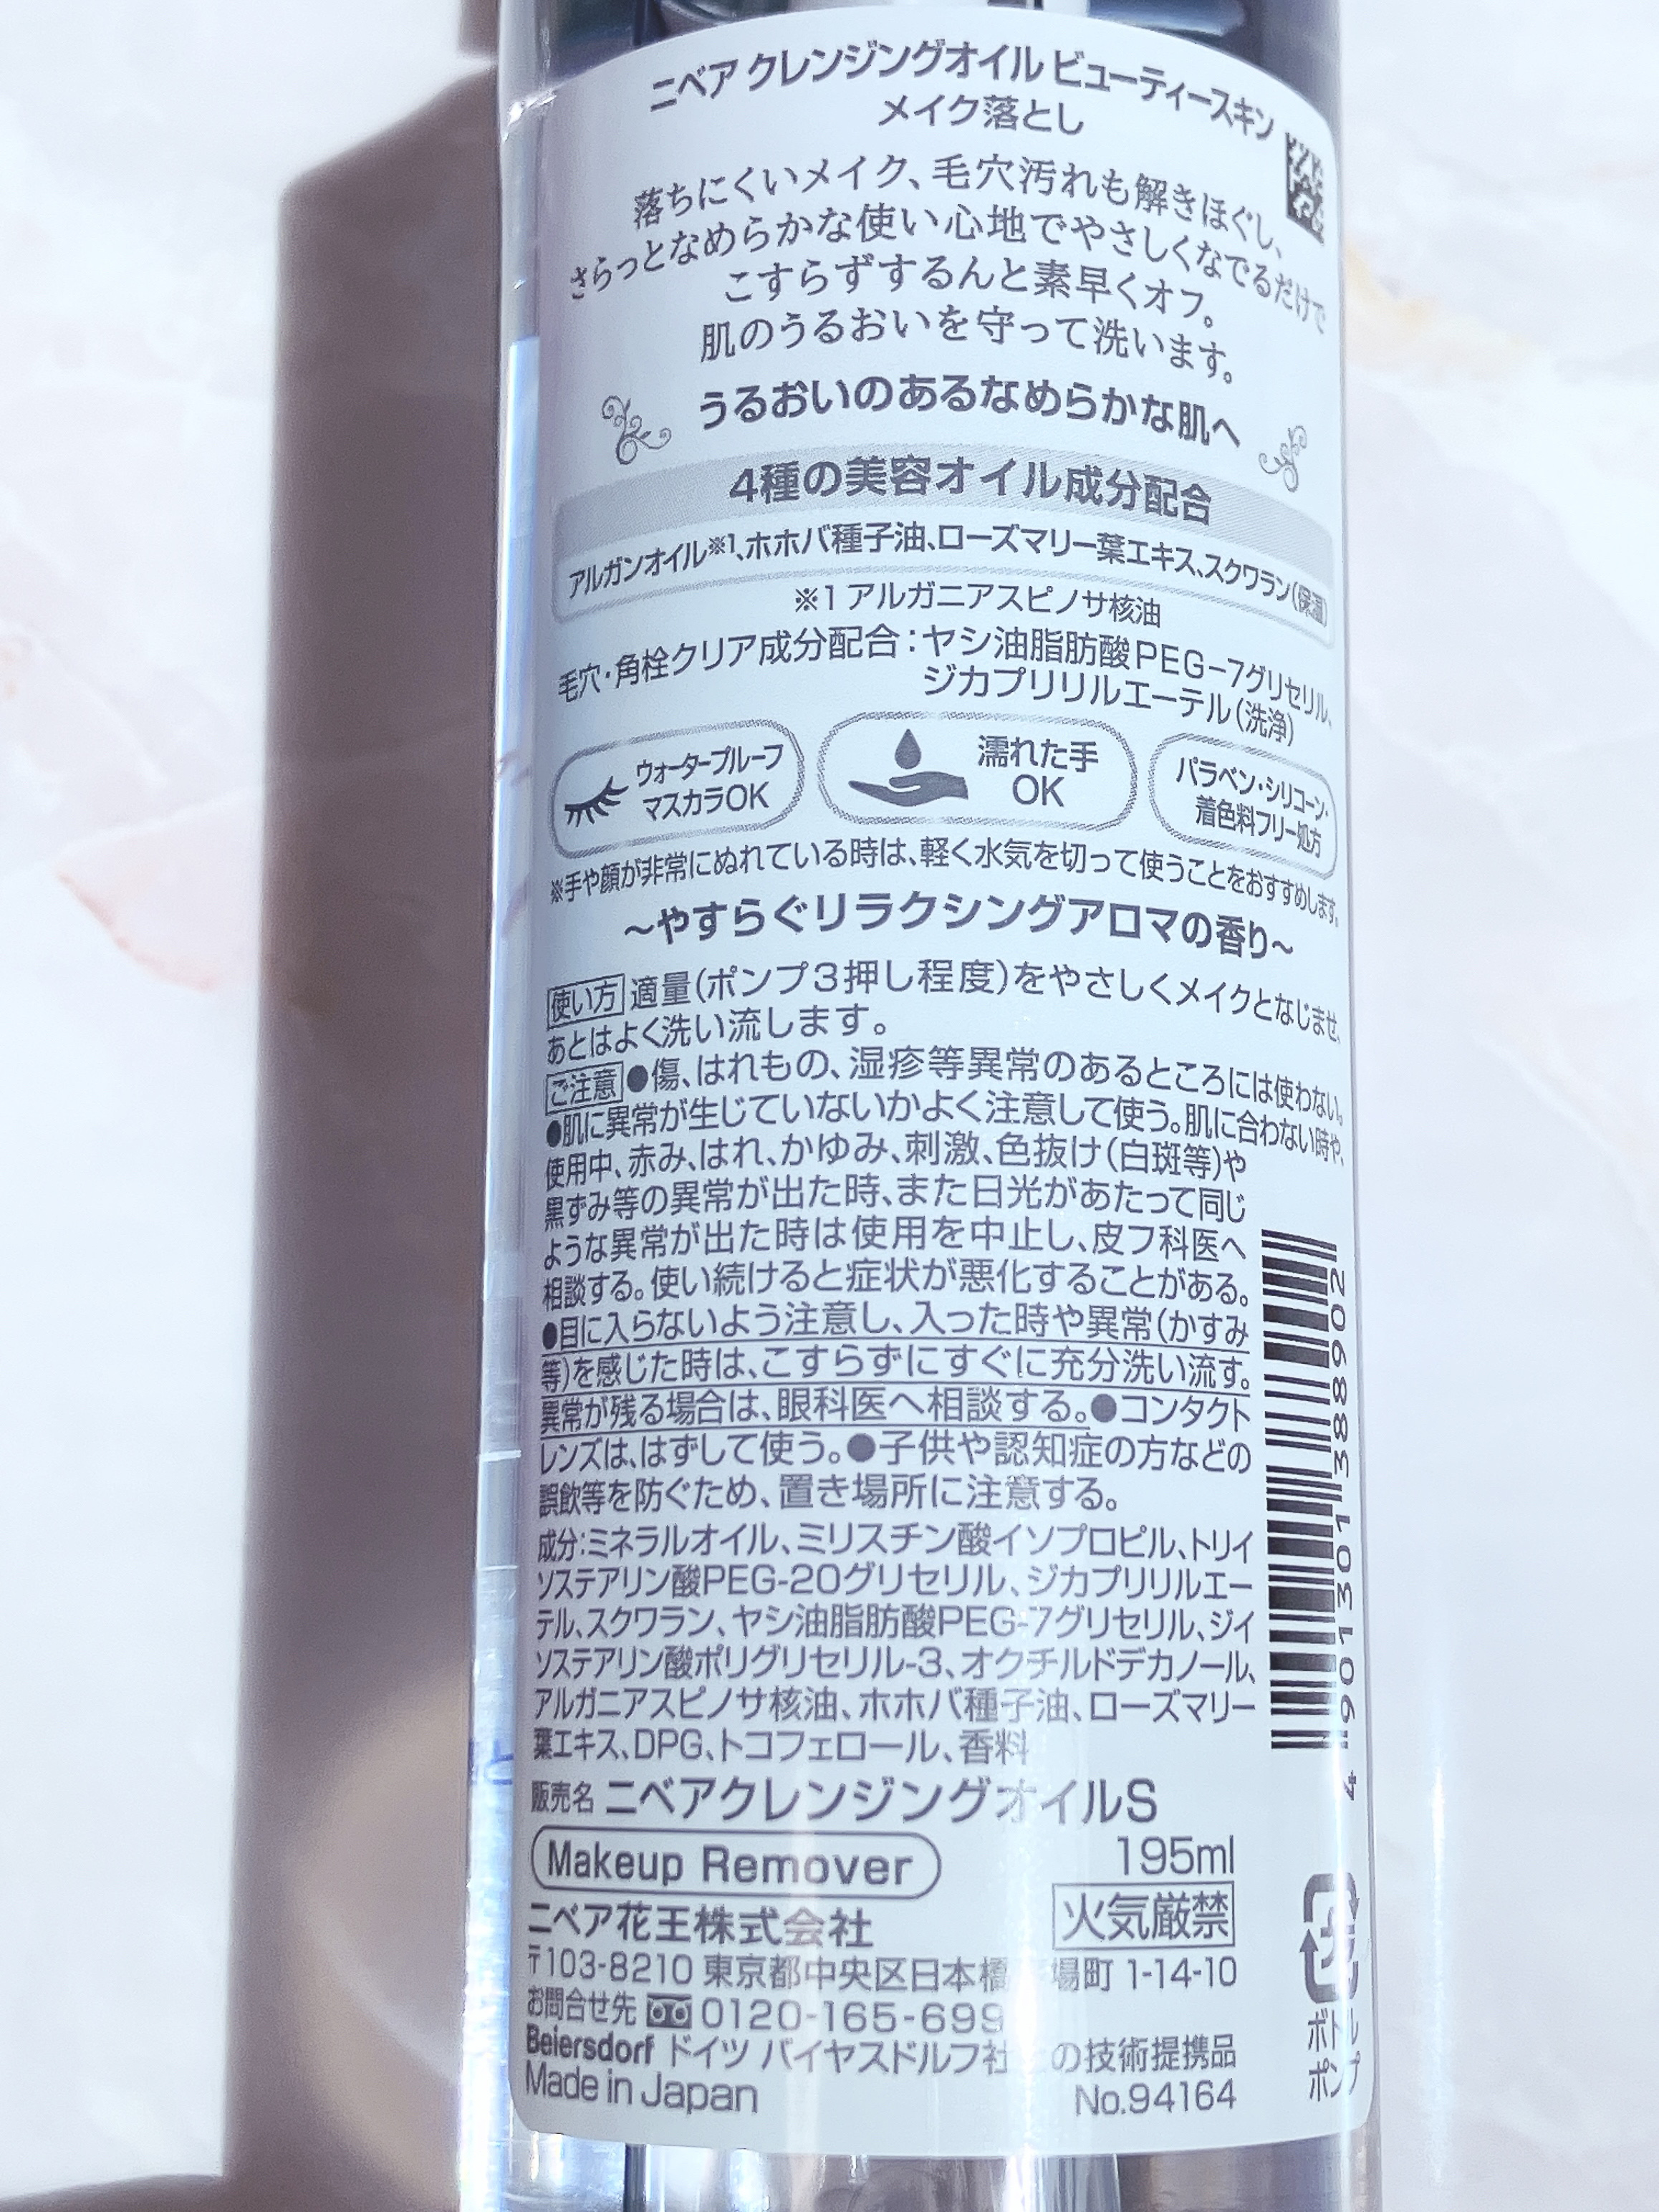 ニベア クレンジングオイル ビューティースキン
メイク落とし
落ちにくいメイク、毛穴汚れも解きほぐし、
さらっとなめらかな使い心地でやさしくなでるだけで
こすらずするんと素早くオフ。
肌のうるおいを守って洗います。
うるおいのあるなめらかな肌へ
4種の美容オイル成分配合
アルガンオイル※1、ホホバ種子油、ローズマリー葉エキス、スクワラン(保湿)
※1 アルガニアスピノサ核油
毛穴・角栓クリア成分配合：ヤシ油脂肪酸PEG-7グリセリル、
ジカプリリルエーテル(洗浄)
ウォータープルーフ
マスカラOK
濡れた手
OK
パラベン・シリコーン・
着色料フリー処方
※手や顔が非常にぬれている時は、軽く水気を切って使うことをおすすめします。
～やすらぐリラクシングアロマの香り～
使い方 適量(ポンプ3押し程度)をやさしくメイクとなじませ、
あとはよく洗い流します。
ご注意 ●傷、はれもの、湿疹等異常のあるところには使わない。
●肌に異常が生じていないかよく注意して使う。肌に合わない時や、
使用中、赤み、はれ、かゆみ、刺激、色抜け(白斑等)や
黒ずみ等の異常が出た時、また日光があたって同じ
ような異常が出た時は使用を中止し、皮フ科医へ
相談する。使い続けると症状が悪化することがある。
●目に入らないよう注意し、入った時や異常(かすみ
等)を感じた時は、こすらずにすぐに充分洗い流す。
異常が残る場合は、眼科医へ相談する。●コンタクト
レンズは、はずして使う。●子供や認知症の方などの
誤飲等を防ぐため、置き場所に注意する。
成分:ミネラルオイル、ミリスチン酸イソプロピル、トリイ
ソステアリン酸PEG-20グリセリル、ジカプリリルエー
テル、スクワラン、ヤシ油脂肪酸PEG-7グリセリル、ジイ
ソステアリン酸ポリグリセリル-3、オクチルドデカノール、
アルガニアスピノサ核油、ホホバ種子油、ローズマリー
葉エキス、DPG、トコフェロール、香料
販売名 ニベアクレンジングオイルS
Makeup Remover
195ml
ニベア花王株式会社
火気厳禁
〒103-8210 東京都中央区日本橋 場町 1-14-10
お問合せ先 0120-165-699
Beiersdorf ドイツ バイヤスドルフ社 の技術提携品
Made in Japan
No.94164
4 901301 388902
プラ
ボトル
ポンプ